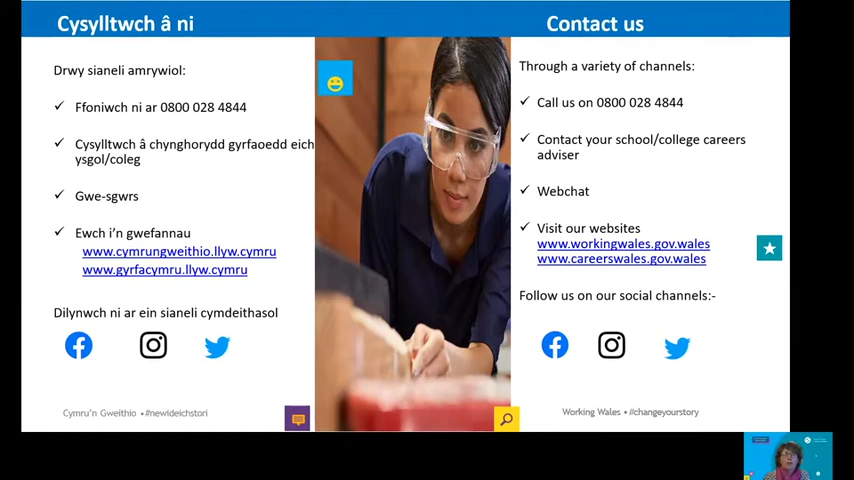 Cysylltwch â ni
Drwy sianeli amrywiol:
✓ Ffoniwch ni ar 0800 028 4844
✓ Cysylltwch â chynghorydd gyrfaoedd eich
ysgol/coleg
✓ Gwe-sgwrs
✓ Ewch i'n gwefannau
www.cymrungweithio.llyw.cymru
www.gyrfacymru.llyw.cymru
Dilynwch ni ar ein sianeli cymdeithasol
Cymru'n Gweithio • #newideichstori
Contact us
Through a variety of channels:
✓ Call us on 0800 028 4844
✓ Contact your school/college careers
adviser
✓ Webchat
✓ Visit our websites
www.workingwales.gov.wales
www.careerswales.gov.wales
Follow us on our social channels:-
Working Wales • #changeyourstory